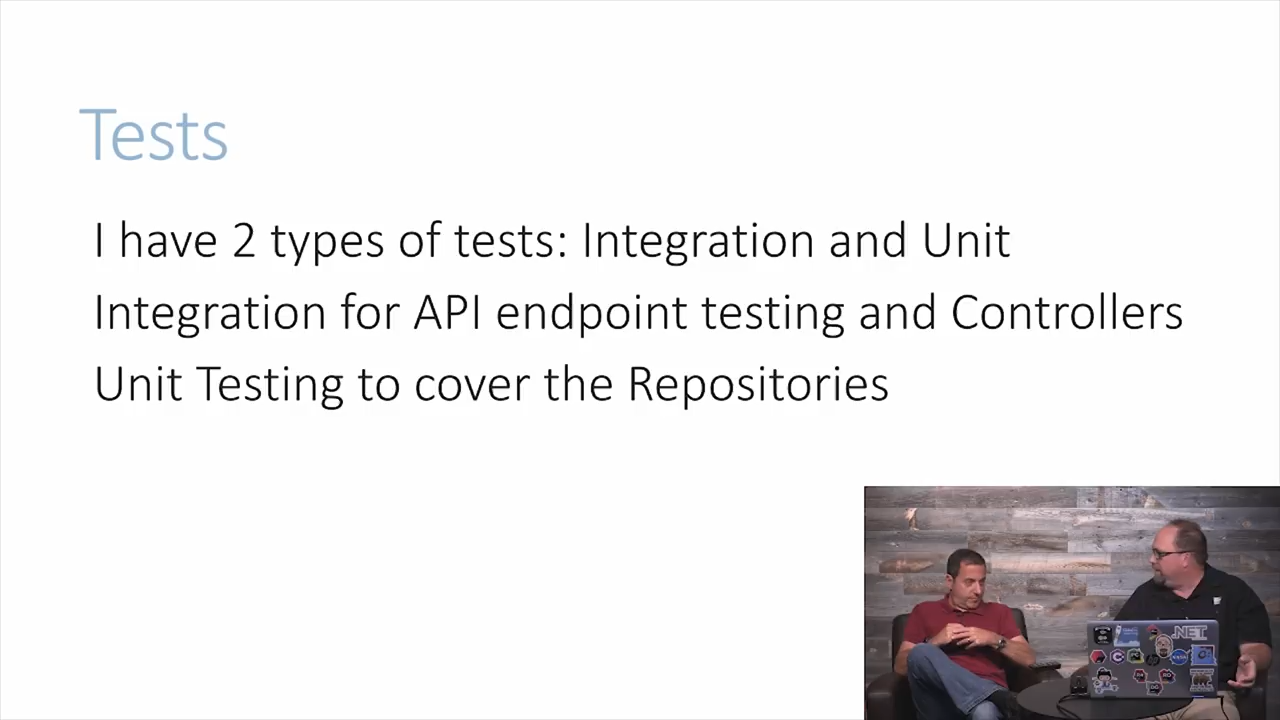 Tests
I have 2 types of tests: Integration and Unit
Integration for API endpoint testing and Controllers
Unit Testing to cover the Repositories
.NET
NASA